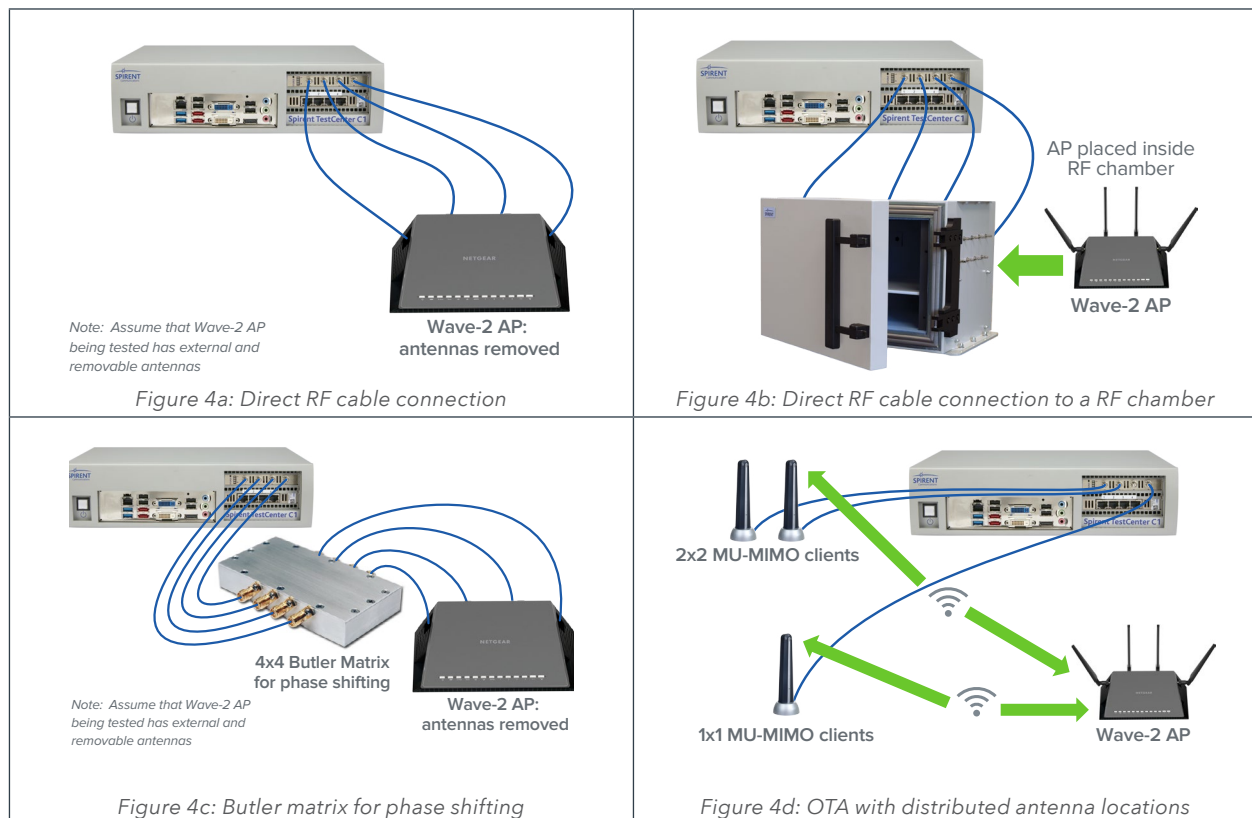 SPIRENT
Spirent TestCenter C1
NETGEAR
Note: Assume that Wave-2 AP
being tested has external and
removable antennas
Wave-2 AP:
antennas removed
Figure 4a: Direct RF cable connection
SPIRENT
Spirent TestCenter C1
AP placed inside
RF chamber
Wave-2 AP
Figure 4b: Direct RF cable connection to a RF chamber
SPIRENT
Spirent TestCenter C1
NETGEAR
4x4 Butler Matrix
for phase shifting
Note: Assume that Wave-2 AP
being tested has external and
removable antennas
Wave-2 AP:
antennas removed
Figure 4c: Butler matrix for phase shifting
SPIRENT
Spirent TestCenter C1
2x2 MU-MIMO clients
1x1 MU-MIMO clients
Wave-2 AP
Figure 4d: OTA with distributed antenna locations